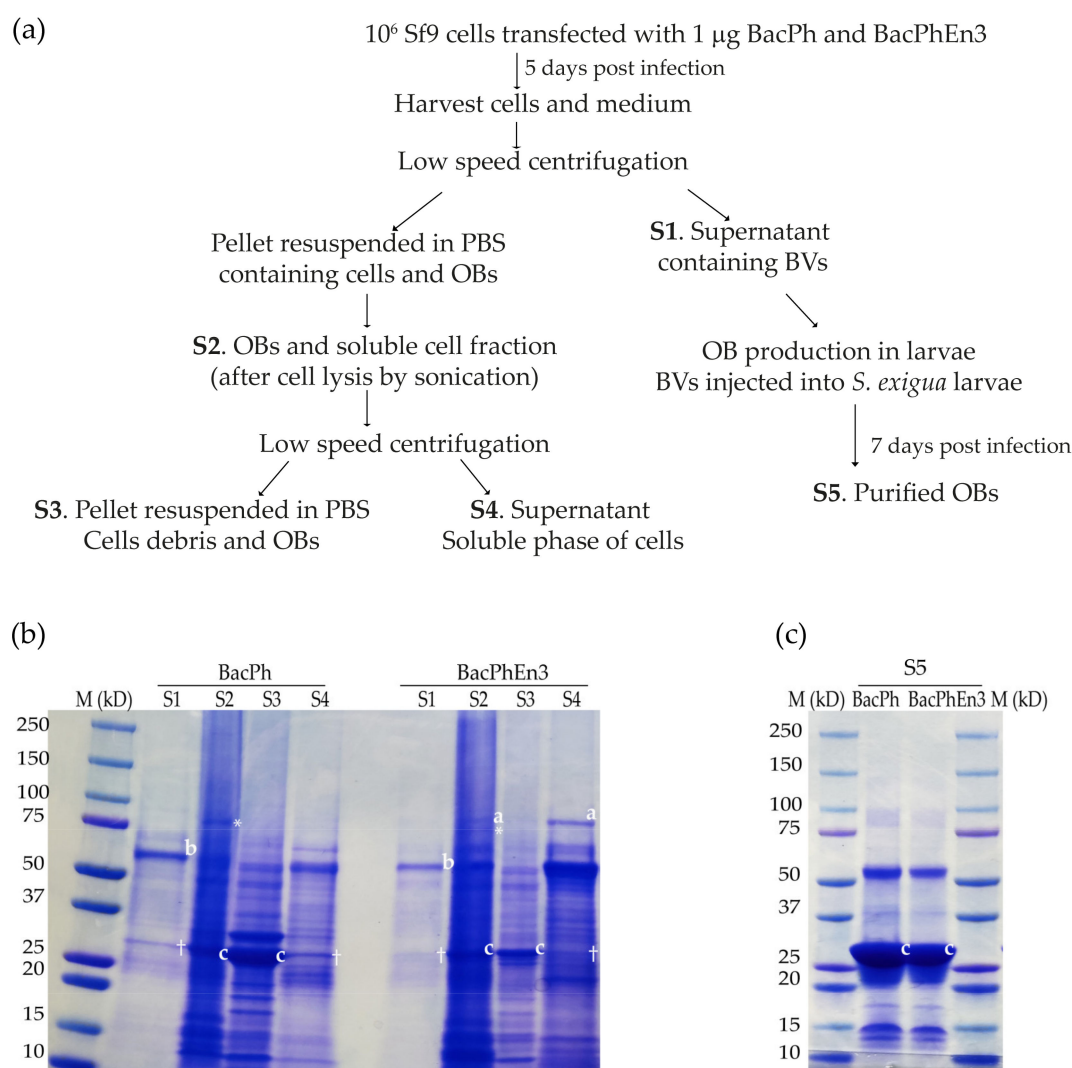 (a)
10⁶ Sf9 cells transfected with 1 μg BacPh and BacPhEn3
5 days post infection
Harvest cells and medium
Low speed centrifugation
Pellet resuspended in PBS
containing cells and OBs
S1. Supernatant
containing BVs
S2. OBs and soluble cell fraction
(after cell lysis by sonication)
OB production in larvae
BVs injected into S. exigua larvae
Low speed centrifugation
7 days post infection
S3. Pellet resuspended in PBS
Cells debris and OBs
S4. Supernatant
Soluble phase of cells
S5. Purified OBs
(b)
BacPh
BacPhEn3
M (kD) S1 S2 S3 S4 S1 S2 S3 S4
250
150
100
75
50
37
25
20
15
10
*
b
†
c
c
†
a
*
b
†
c
c
a
†
(c)
S5
M (kD) BacPh BacPhEn3 M (kD)
250
150
100
75
50
37
25
20
15
10
c
c